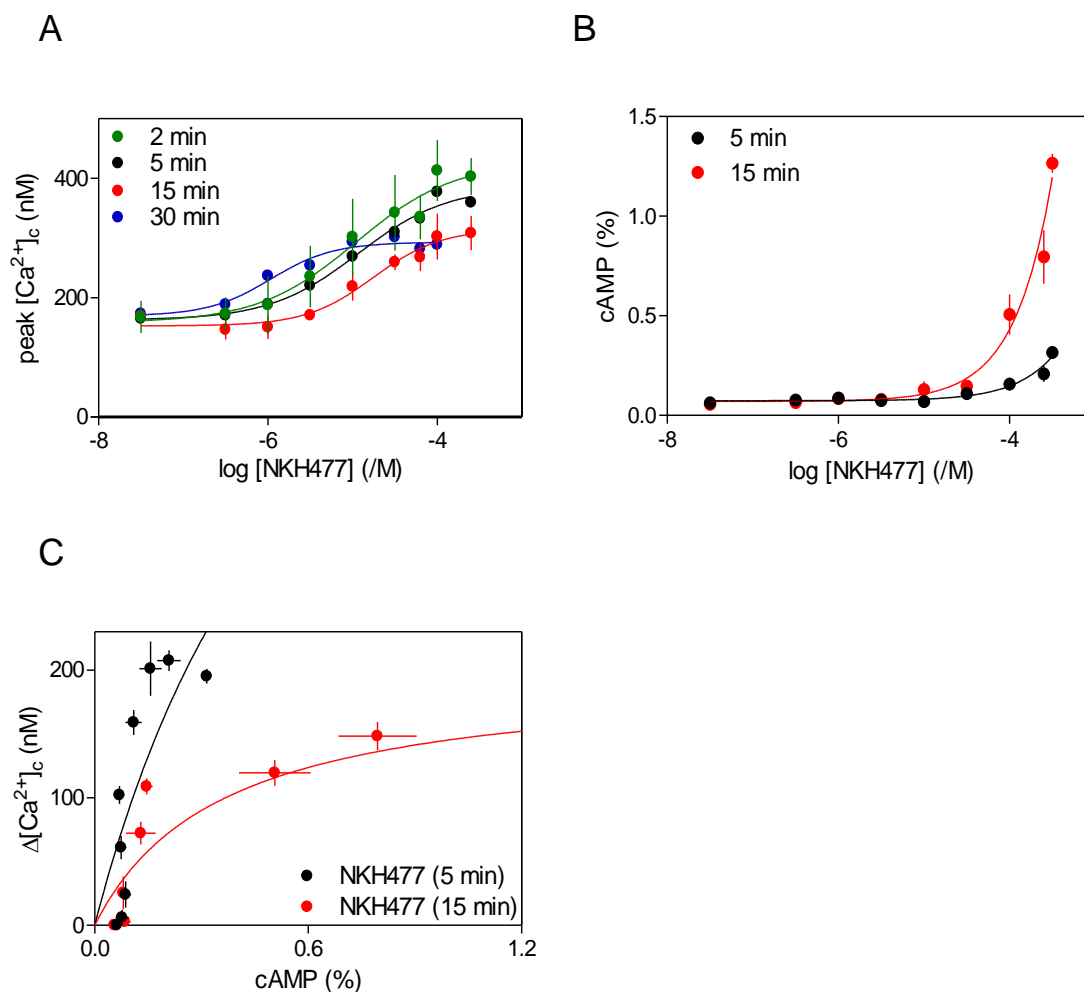 A
2 min
5 min
15 min
30 min
400
200
0
peak [Ca²⁺]c (nM)
-8
-6
-4
log [NKH477] (/M)
B
5 min
15 min
1.5
1.0
0.5
0.0
cAMP (%)
-8
-6
-4
log [NKH477] (/M)
C
200
100
0
Δ[Ca²⁺]c (nM)
NKH477 (5 min)
NKH477 (15 min)
0.0
0.6
1.2
cAMP (%)